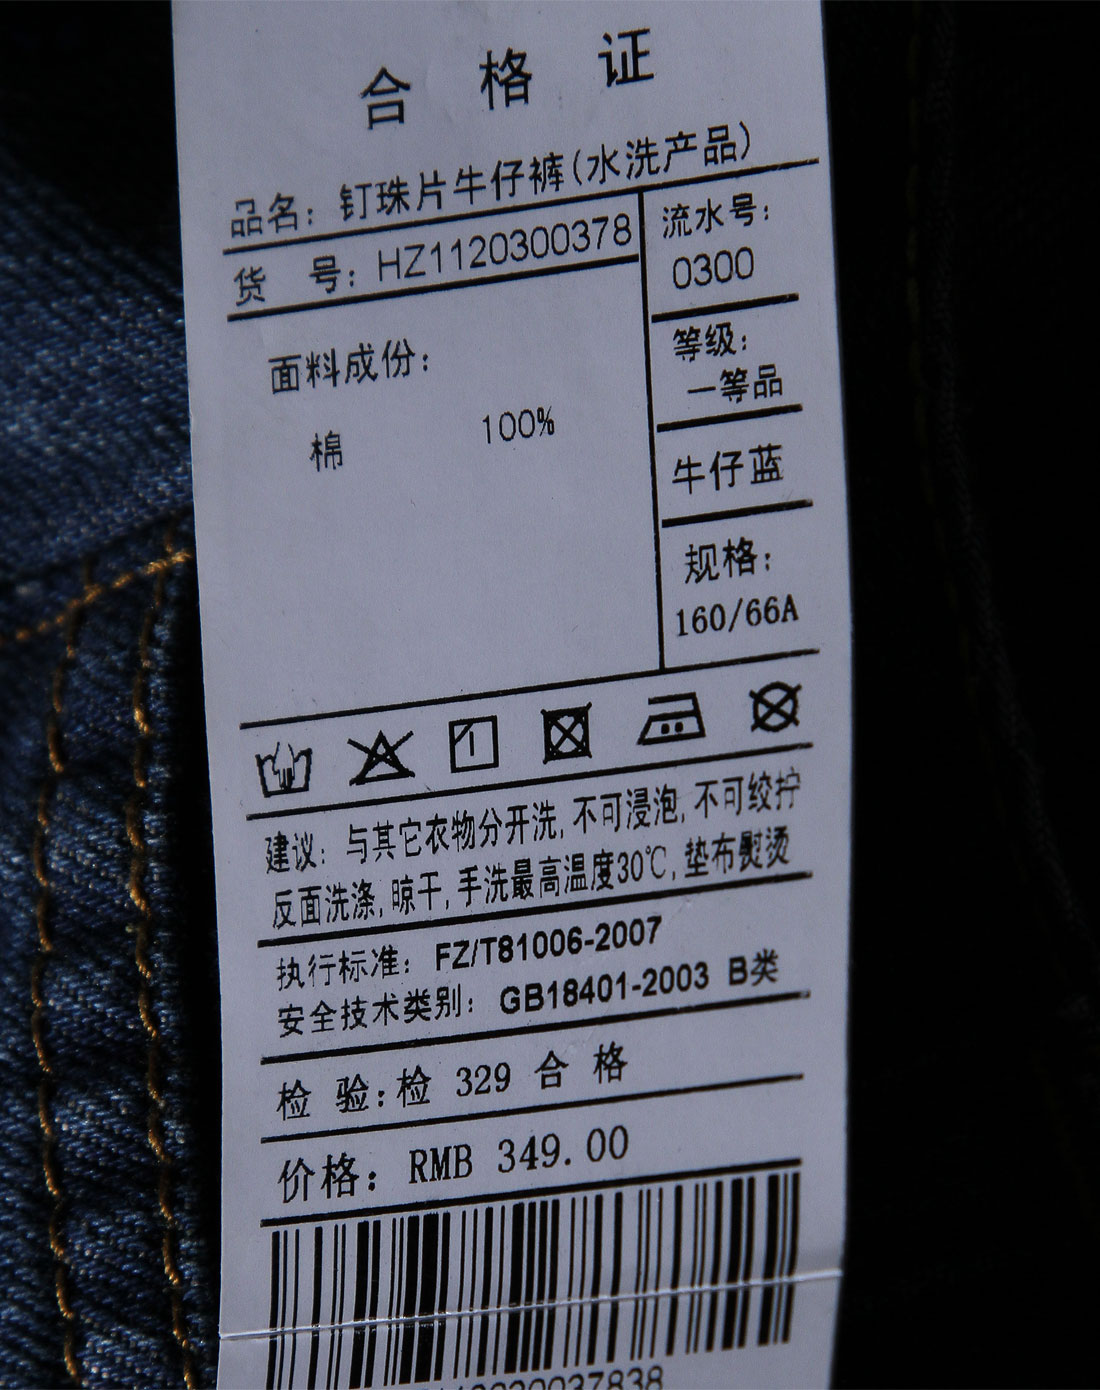 合格证
品名：钉珠片牛仔裤(水洗产品)
货 号：HZ1120300378
流水号：
0300
面料成份：
棉 100%
等级：
一等品
牛仔蓝
规格：
160/66A
建议：与其它衣物分开洗,不可浸泡,不可绞拧
反面洗涤,晾干,手洗最高温度30℃,垫布熨烫
执行标准：FZ/T81006-2007
安全技术类别：GB18401-2003 B类
检 验:检 329 合 格
价格：RMB 349.00